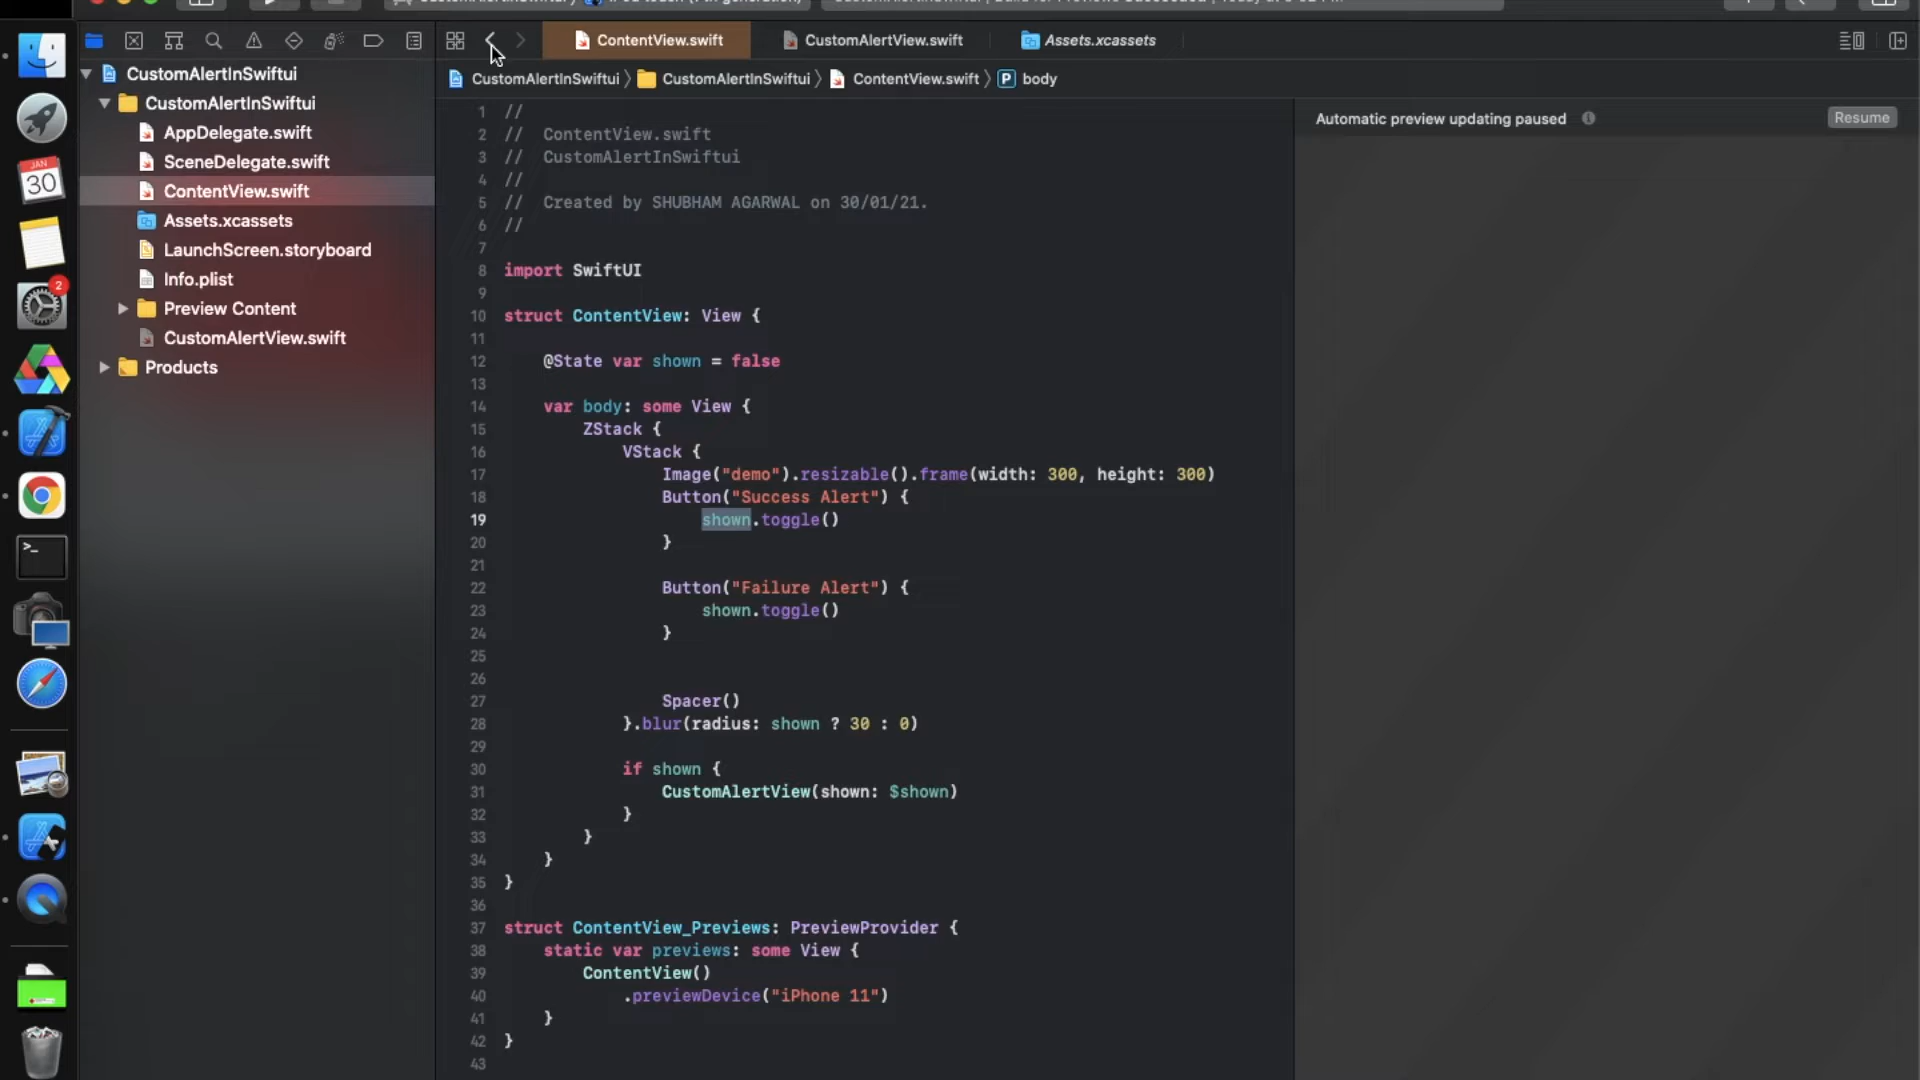 JAN
30
2
CustomAlertInSwiftui
CustomAlertInSwiftui
AppDelegate.swift
SceneDelegate.swift
ContentView.swift
Assets.xcassets
LaunchScreen.storyboard
Info.plist
Preview Content
CustomAlertView.swift
Products
ContentView.swift
CustomAlertView.swift
Assets.xcassets
CustomAlertInSwiftui
CustomAlertInSwiftui
ContentView.swift
P body
Automatic preview updating paused
Resume
1 //
2 // ContentView.swift
3 // CustomAlertInSwiftui
4 //
5 // Created by SHUBHAM AGARWAL on 30/01/21.
6 //
7
8 import SwiftUI
9
10 struct ContentView: View {
11
12 @State var shown = false
13
14 var body: some View {
15 ZStack {
16 VStack {
17 Image("demo").resizable().frame(width: 300, height: 300)
18 Button("Success Alert") {
19 shown.toggle()
20 }
21
22 Button("Failure Alert") {
23 shown.toggle()
24 }
25
26
27 Spacer()
28 }.blur(radius: shown ? 30 : 0)
29
30 if shown {
31 CustomAlertView(shown: $shown)
32 }
33 }
34 }
35 }
36
37 struct ContentView_Previews: PreviewProvider {
38 static var previews: some View {
39 ContentView()
40 .previewDevice("iPhone 11")
41 }
42 }
43